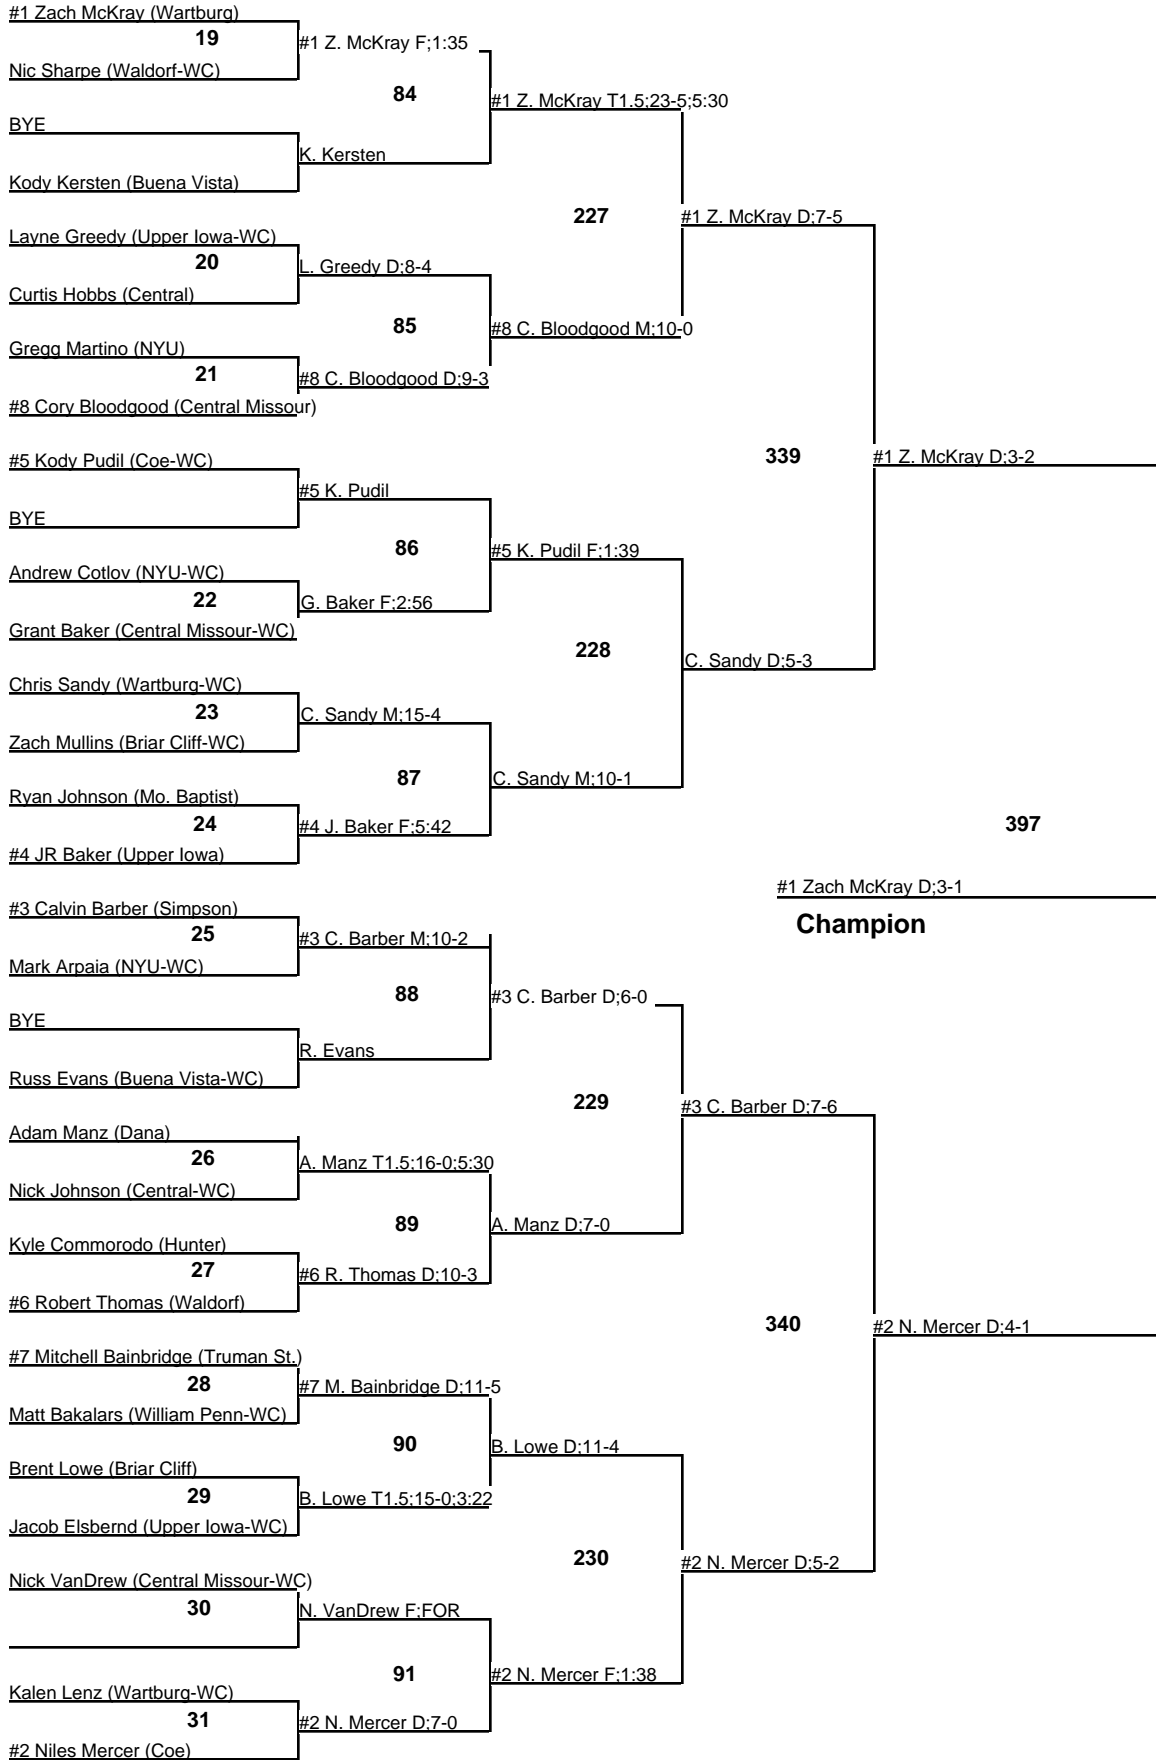 #1 Zach McKray (Wartburg)
19
#1 Z. McKray F;1:35
Nic Sharpe (Waldorf-WC)
84
#1 Z. McKray T1.5;23-5;5:30
BYE
K. Kersten
Kody Kersten (Buena Vista)
227
#1 Z. McKray D;7-5
Layne Greedy (Upper Iowa-WC)
20
L. Greedy D;8-4
Curtis Hobbs (Central)
85
#8 C. Bloodgood M;10-0
Gregg Martino (NYU)
21
#8 C. Bloodgood D;9-3
#8 Cory Bloodgood (Central Missour)
339
#1 Z. McKray D;3-2
#5 Kody Pudil (Coe-WC)
#5 K. Pudil
BYE
86
#5 K. Pudil F;1:39
Andrew Cotlov (NYU-WC)
22
G. Baker F;2:56
Grant Baker (Central Missour-WC)
228
C. Sandy D;5-3
Chris Sandy (Wartburg-WC)
23
C. Sandy M;15-4
Zach Mullins (Briar Cliff-WC)
87
C. Sandy M;10-1
Ryan Johnson (Mo. Baptist)
24
#4 J. Baker F;5:42
#4 JR Baker (Upper Iowa)
397
#1 Zach McKray D;3-1
Champion
#3 Calvin Barber (Simpson)
25
#3 C. Barber M;10-2
Mark Arpaia (NYU-WC)
88
#3 C. Barber D;6-0
BYE
R. Evans
Russ Evans (Buena Vista-WC)
229
#3 C. Barber D;7-6
Adam Manz (Dana)
26
A. Manz T1.5;16-0;5:30
Nick Johnson (Central-WC)
89
A. Manz D;7-0
Kyle Commorodo (Hunter)
27
#6 R. Thomas D;10-3
#6 Robert Thomas (Waldorf)
340
#2 N. Mercer D;4-1
#7 Mitchell Bainbridge (Truman St.)
28
#7 M. Bainbridge D;11-5
Matt Bakalars (William Penn-WC)
90
B. Lowe D;11-4
Brent Lowe (Briar Cliff)
29
B. Lowe T1.5;15-0;3:22
Jacob Elsbernd (Upper Iowa-WC)
230
#2 N. Mercer D;5-2
Nick VanDrew (Central Missour-WC)
30
N. VanDrew F;FOR
91
#2 N. Mercer F;1:38
Kalen Lenz (Wartburg-WC)
31
#2 N. Mercer D;7-0
#2 Niles Mercer (Coe)